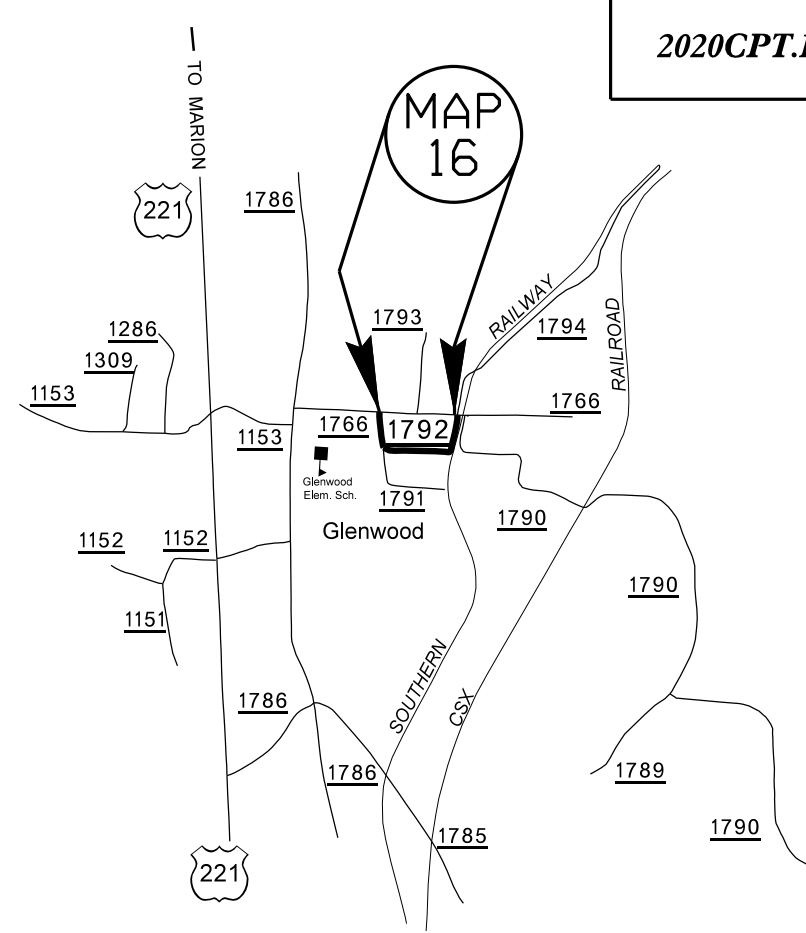 2020CPT.
TO MARION
MAP
16
221
1786
1286
1309
1153
1793
RAILWAY
1794
RAILROAD
1766
1153
1766
1792
Glenwood
Elem. Sch.
1791
Glenwood
1790
1152
1152
1151
1790
SOUTHERN
CSX
1786
1786
1789
1785
1790
221